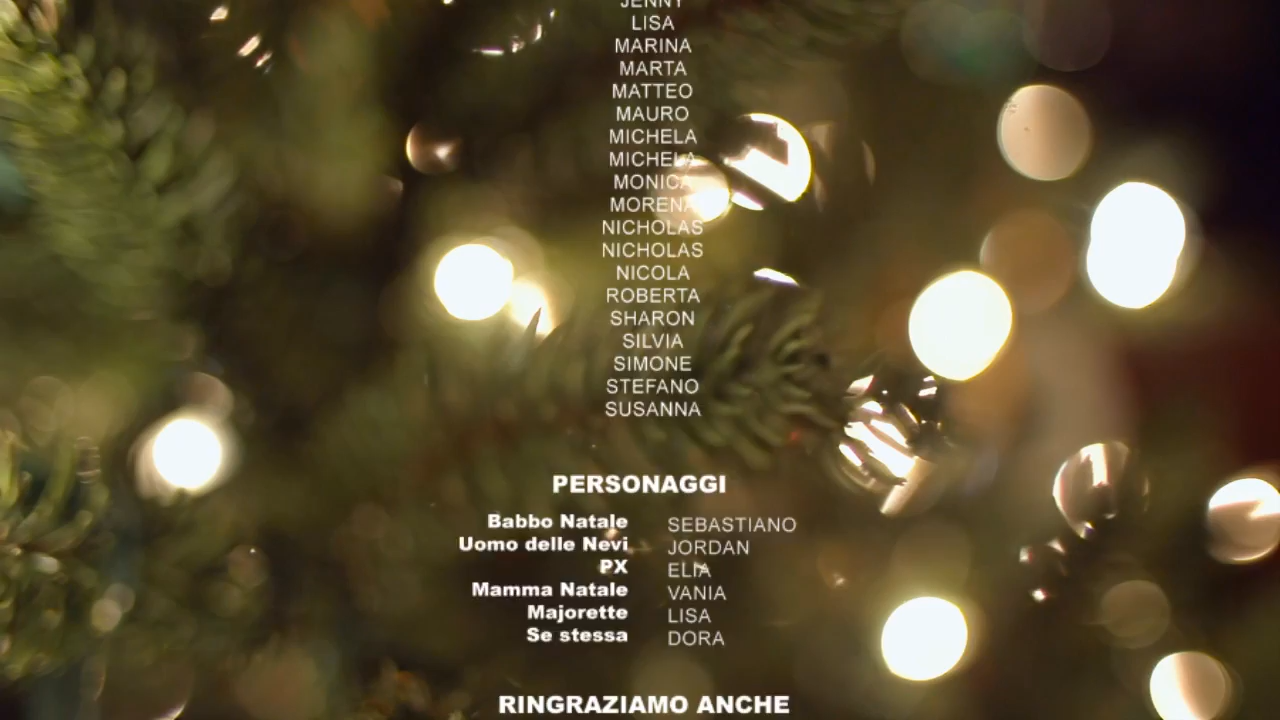 JENNY
LISA
MARINA
MARTA
MATTEO
MAURO
MICHELA
MICHELA
MONICA
MORENA
NICHOLAS
NICHOLAS
NICOLA
ROBERTA
SHARON
SILVIA
SIMONE
STEFANO
SUSANNA
PERSONAGGI
Babbo Natale SEBASTIANO
Uomo delle Nevi JORDAN
PX ELIA
Mamma Natale VANIA
Majorette LISA
Se stessa DORA
RINGRAZIAMO ANCHE